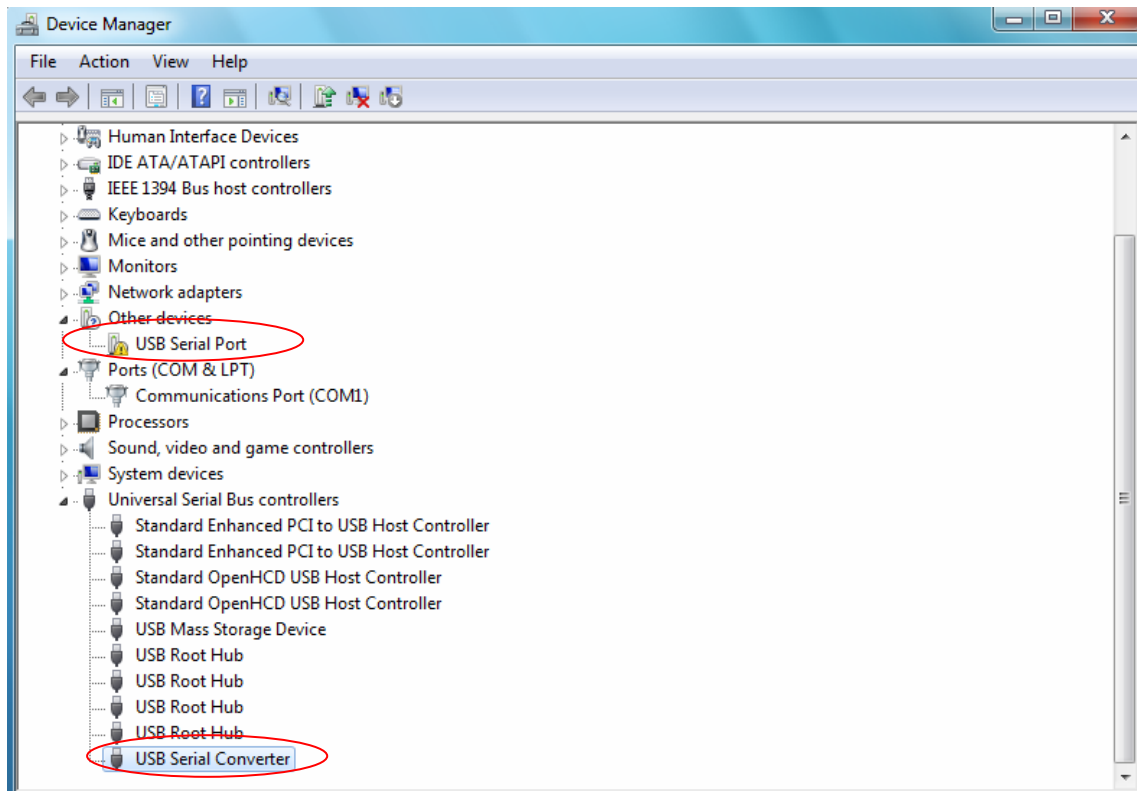 Device Manager
File Action View Help
Human Interface Devices
IDE ATA/ATAPI controllers
IEEE 1394 Bus host controllers
Keyboards
Mice and other pointing devices
Monitors
Network adapters
Other devices
USB Serial Port
Ports (COM & LPT)
Communications Port (COM1)
Processors
Sound, video and game controllers
System devices
Universal Serial Bus controllers
Standard Enhanced PCI to USB Host Controller
Standard Enhanced PCI to USB Host Controller
Standard OpenHCD USB Host Controller
Standard OpenHCD USB Host Controller
USB Mass Storage Device
USB Root Hub
USB Root Hub
USB Root Hub
USB Root Hub
USB Serial Converter